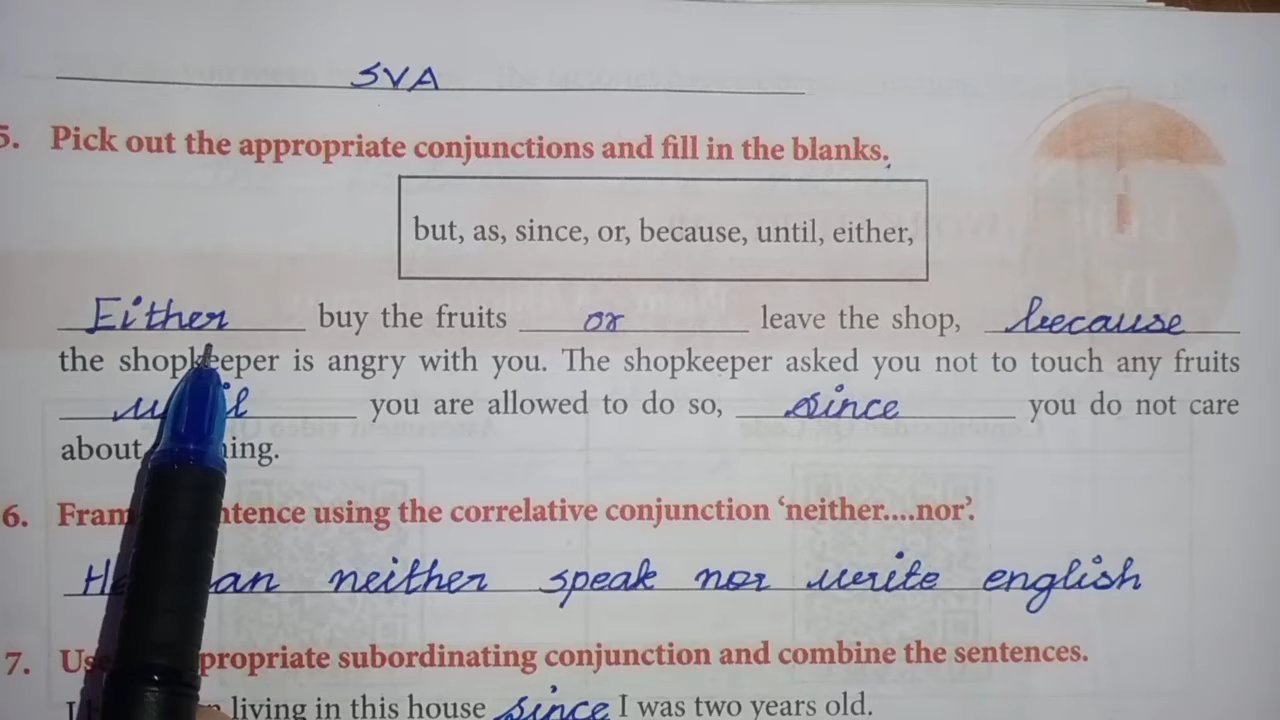 SVA
5. Pick out the appropriate conjunctions and fill in the blanks.
but, as, since, or, because, until, either,
Either buy the fruits or leave the shop, because
the shopkeeper is angry with you. The shopkeeper asked you not to touch any fruits
you are allowed to do so, since you do not care
about
6. sentence using the correlative conjunction ‘neither....nor’.
neither speak nor write english
7. appropriate subordinating conjunction and combine the sentences.
living in this house since I was two years old.